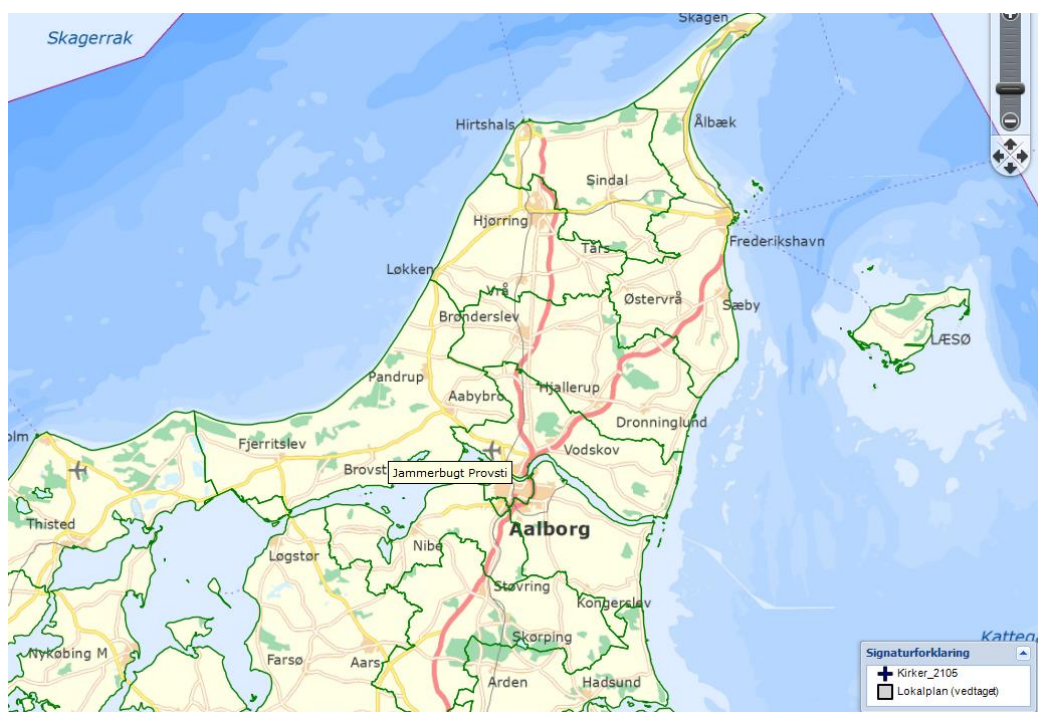 Skagen
Skagerrak
Ålbæk
Hirtshals
Sindal
Hjørring
Frederikshavn
Tårs
Løkken
Vrå
Østervrå
Sæby
Brønderslev
LÆSØ
Pandrup
Hjallerup
Aabybro
Dronninglund
olm
Fjerritslev
Vodskov
Brovst
Jammerbugt Provsti
Thisted
Aalborg
Nibe
Løgstør
Støvring
Kongerslev
Skørping
Katteg
Nykøbing M
Farsø
Aars
Arden
Hadsund
Signaturforklaring
Kirker_2105
Lokalplan (vedtaget)